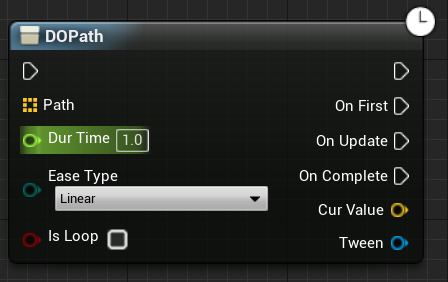 DOPath
Path
On First
Dur Time 1.0
On Update
Ease Type
On Complete
Linear
Cur Value
Is Loop
Tween